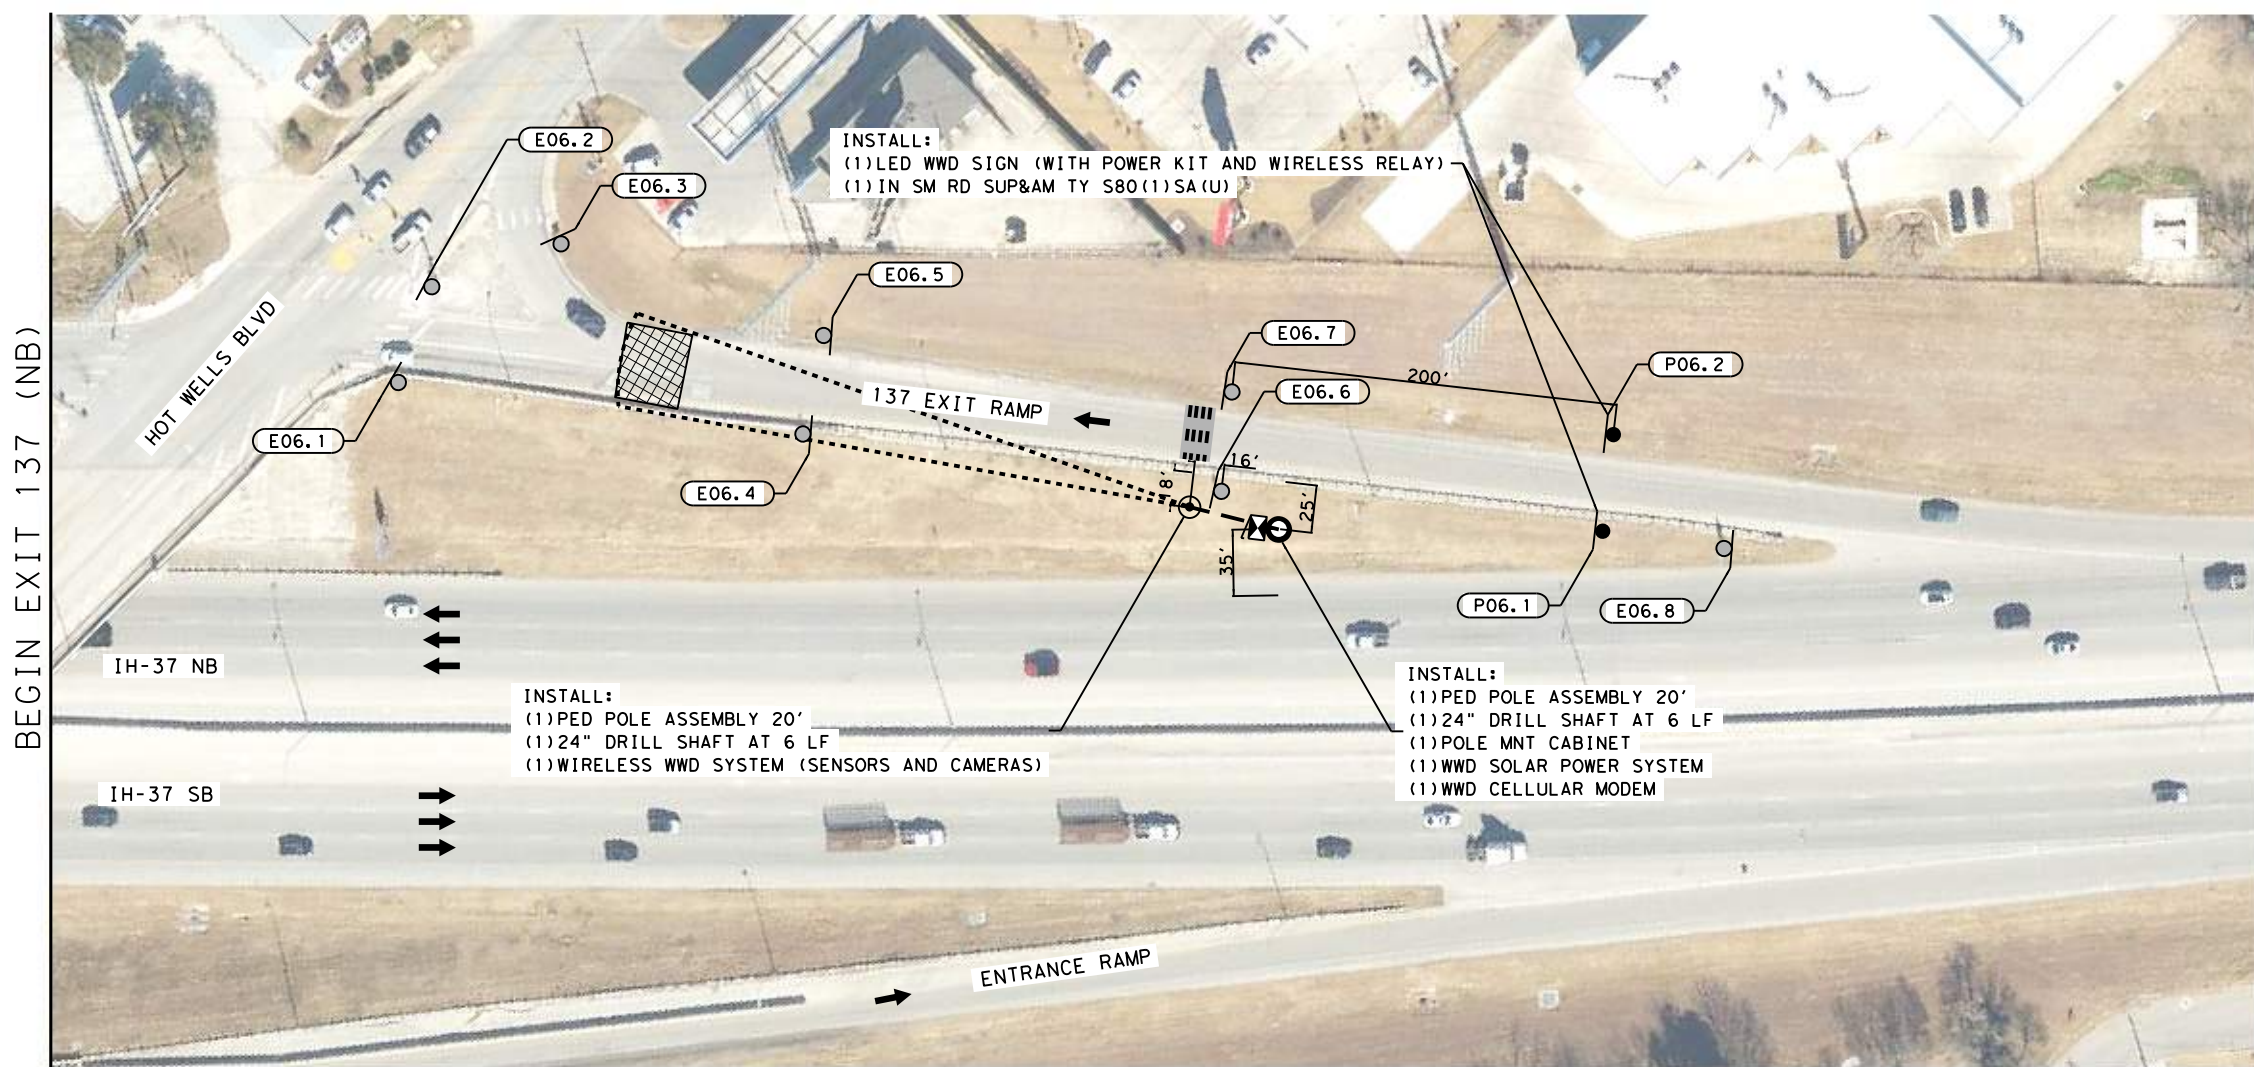 BEGIN EXIT 137 (NB)
E06.2
E06.3
INSTALL:
(1)LED WWD SIGN (WITH POWER KIT AND WIRELESS RELAY)
(1)IN SM RD SUP&AM TY S80(1)SA(U)
E06.5
HOT WELLS BLVD
E06.7
P06.2
200'
137 EXIT RAMP
E06.6
E06.1
E06.4
16'
8'
25'
35'
P06.1
E06.8
IH-37 NB
INSTALL:
(1)PED POLE ASSEMBLY 20'
(1)24" DRILL SHAFT AT 6 LF
(1)WIRELESS WWD SYSTEM (SENSORS AND CAMERAS)
INSTALL:
(1)PED POLE ASSEMBLY 20'
(1)24" DRILL SHAFT AT 6 LF
(1)POLE MNT CABINET
(1)WWD SOLAR POWER SYSTEM
(1)WWD CELLULAR MODEM
IH-37 SB
ENTRANCE RAMP